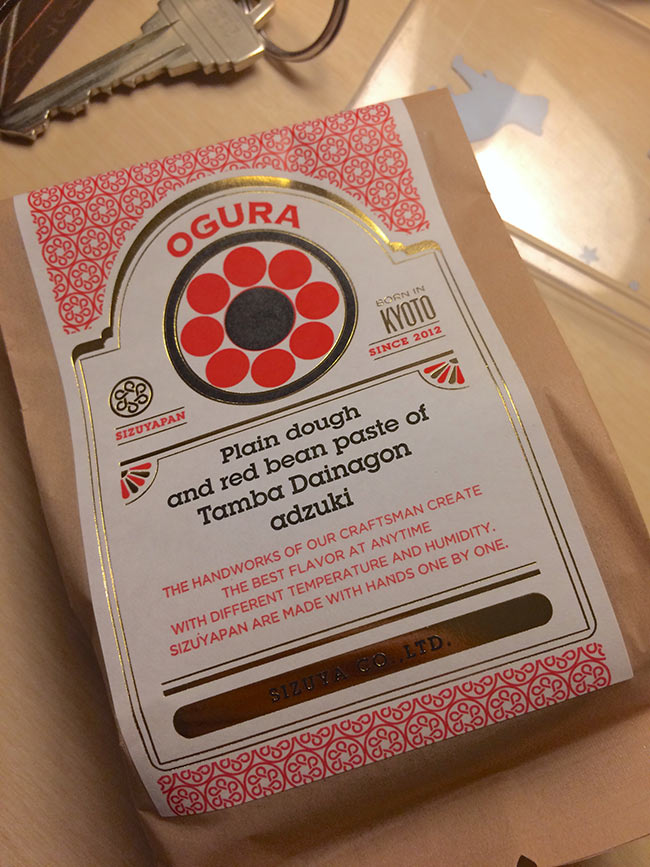 OGURA
BORN IN
KYOTO
SINCE 2012
SIZUYAPAN
Plain dough
and red bean paste of
Tamba Dainagon
adzuki
THE HANDWORKS OF OUR CRAFTSMAN CREATE
THE BEST FLAVOR AT ANYTIME
WITH DIFFERENT TEMPERATURE AND HUMIDITY.
SIZUYAPAN ARE MADE WITH HANDS ONE BY ONE.
SIZUYA CO.,LTD.